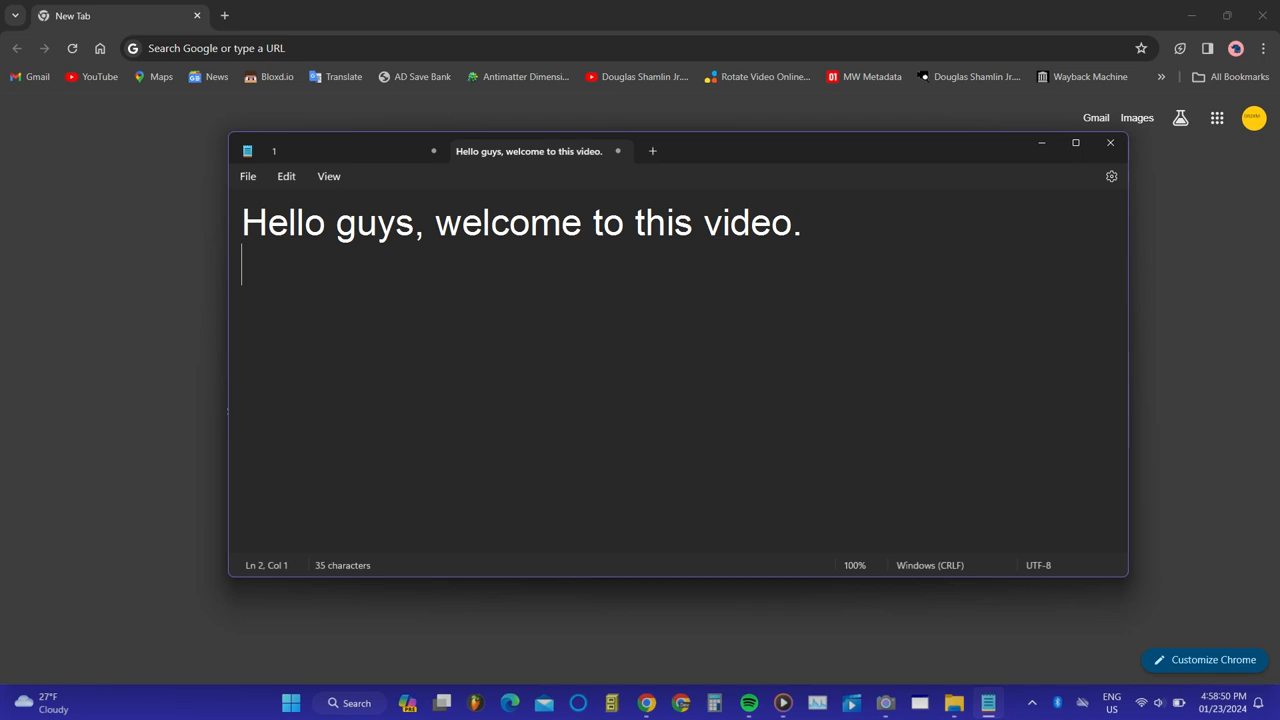 New Tab
Search Google or type a URL
Gmail YouTube Maps News Bloxd.io Translate AD Save Bank Antimatter Dimensi... Douglas Shamlin Jr.... Rotate Video Online... MW Metadata Douglas Shamlin Jr.... Wayback Machine » All Bookmarks
Gmail Images
1 Hello guys, welcome to this video.
File Edit View
Hello guys, welcome to this video.
Ln 2, Col 1 35 characters 100% Windows (CRLF) UTF-8
Customize Chrome
27°F
Cloudy
Search
ENG
US
4:58:50 PM
01/23/2024